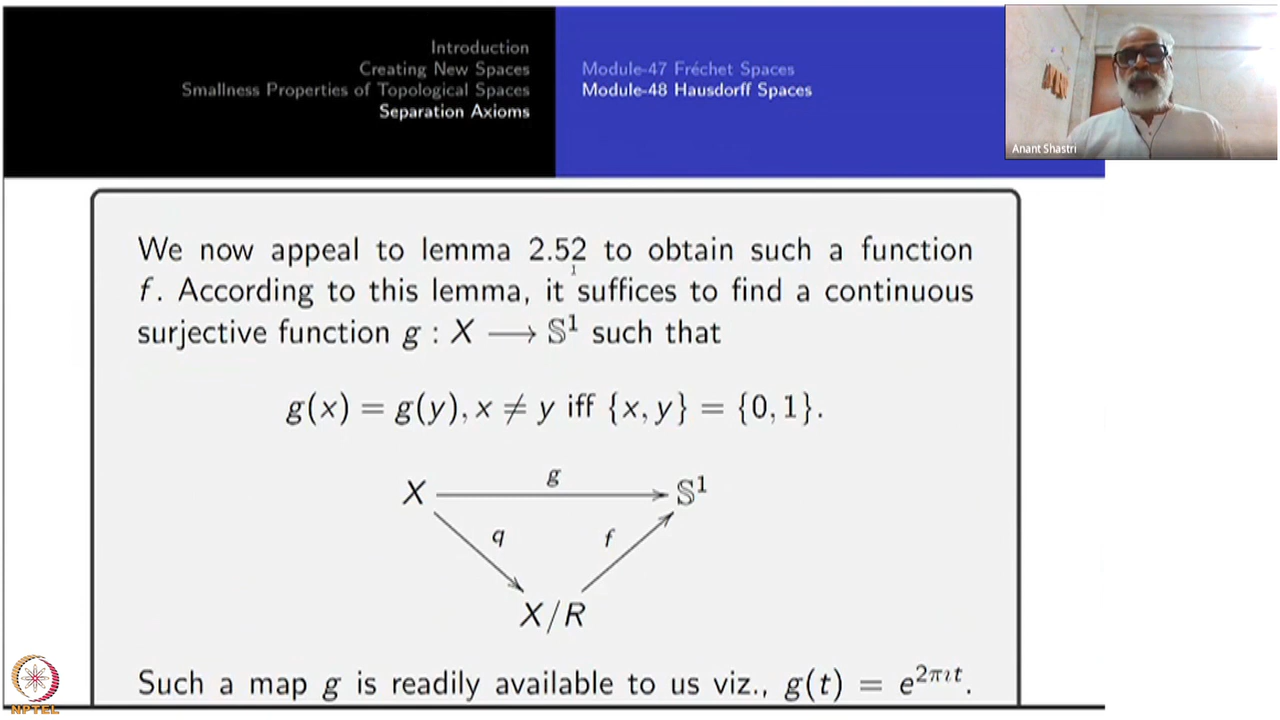 Introduction
Creating New Spaces
Smallness Properties of Topological Spaces
Separation Axioms
Module-47 Fréchet Spaces
Module-48 Hausdorff Spaces
Anant Shastri
We now appeal to lemma 2.52 to obtain such a function
f. According to this lemma, it suffices to find a continuous
surjective function g : X ⟶ 𝕊¹ such that
g(x) = g(y), x ≠ y iff {x, y} = {0, 1}.
g
X 𝕊¹
q f
X/R
Such a map g is readily available to us viz., g(t) = e^{2πıt}.
NPTEL